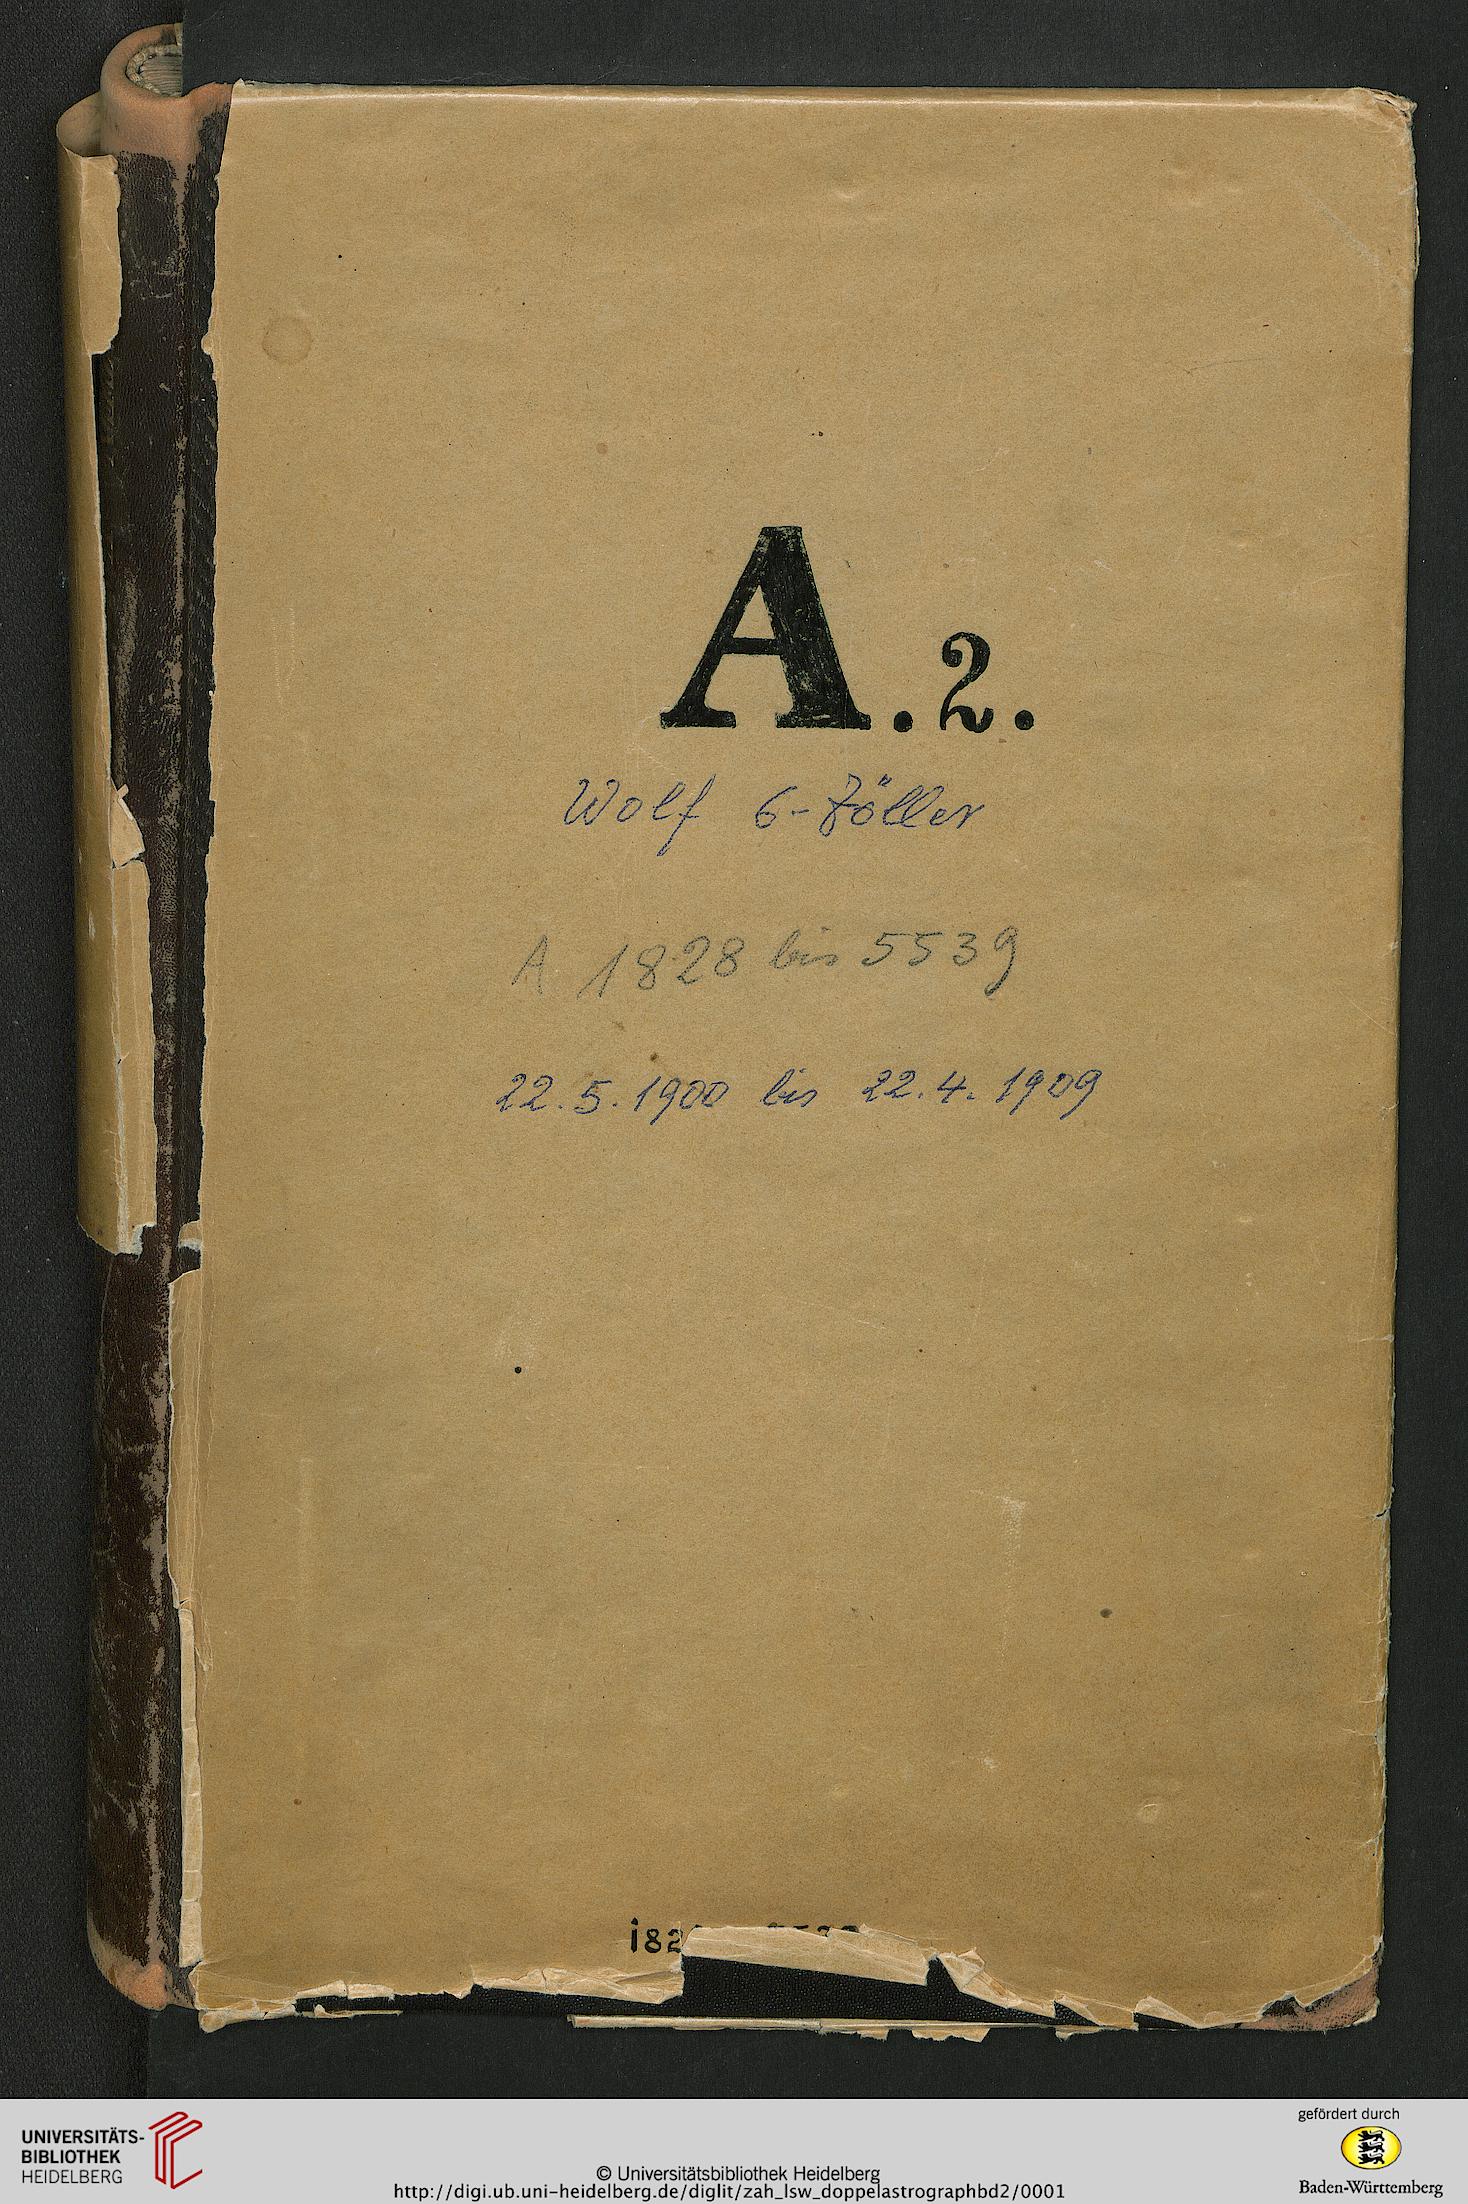 A.2.
Wolf 6-Zöller
A 1828 bis 5539
22.5.1900 bis 22.4.1909
UNIVERSITÄTS-
BIBLIOTHEK
HEIDELBERG
© Universitätsbibliothek Heidelberg
http://digi.ub.uni-heidelberg.de/diglit/zah_lsw_doppelastrographbd2/0001
gefördert durch
Baden-Württemberg